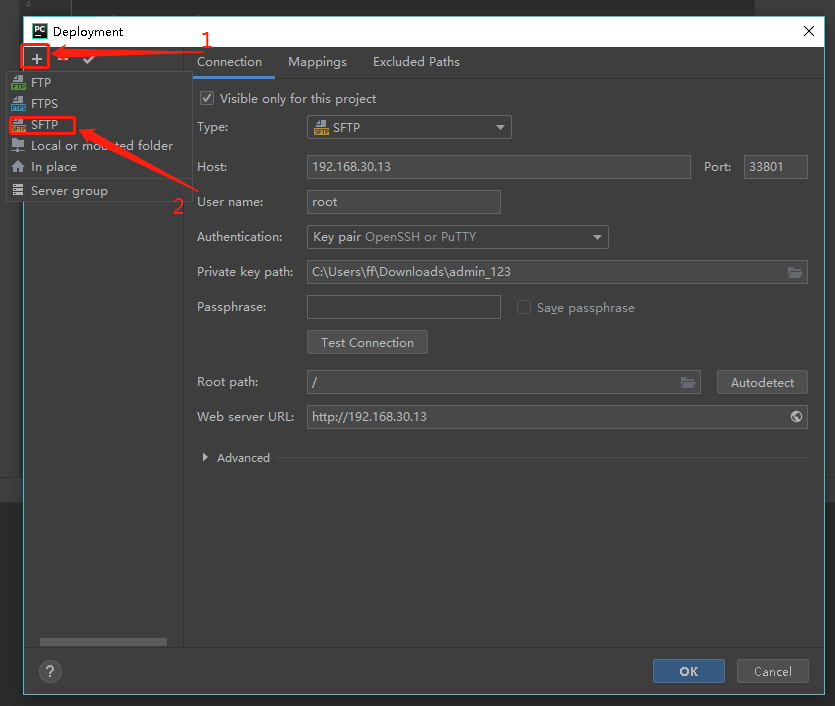 3
PC Deployment
1
Connection Mappings Excluded Paths
FTP
FTPS
SFTP
Local or mounted folder
In place
Server group
2
Visible only for this project
Type: SFTP
Host: 192.168.30.13 Port: 33801
User name: root
Authentication: Key pair OpenSSH or PuTTY
Private key path: C:\Users\ff\Downloads\admin_123
Passphrase: Save passphrase
Test Connection
Root path: / Autodetect
Web server URL: http://192.168.30.13
Advanced
? OK Cancel